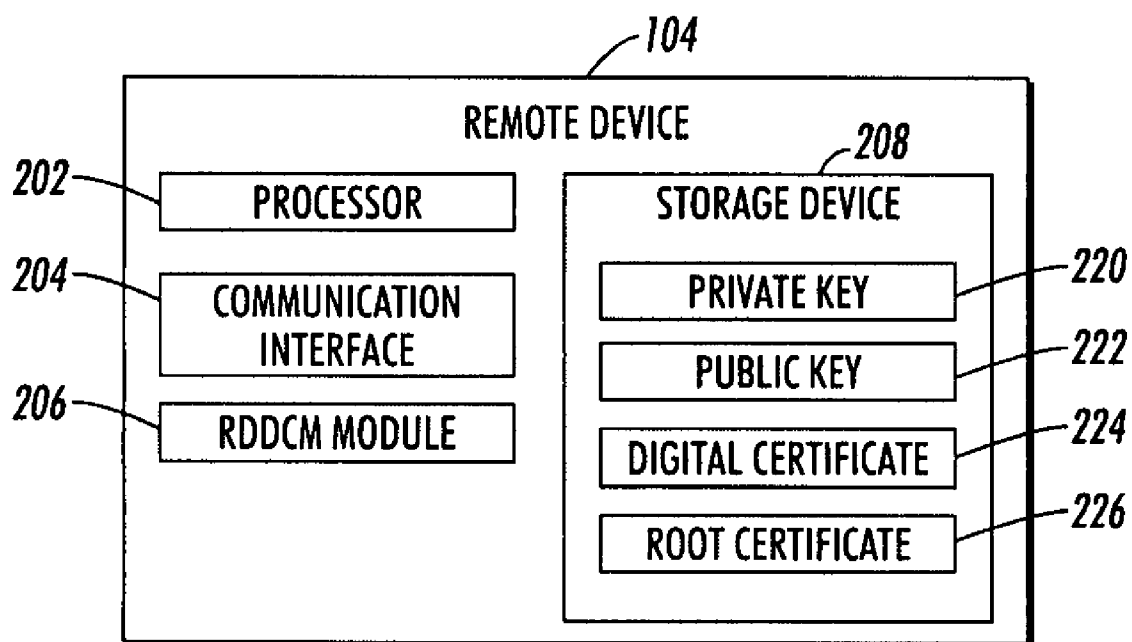 104
REMOTE DEVICE
202
PROCESSOR
204
COMMUNICATION
INTERFACE
206
RDDCM MODULE
208
STORAGE DEVICE
PRIVATE KEY
220
PUBLIC KEY
222
DIGITAL CERTIFICATE
224
ROOT CERTIFICATE
226